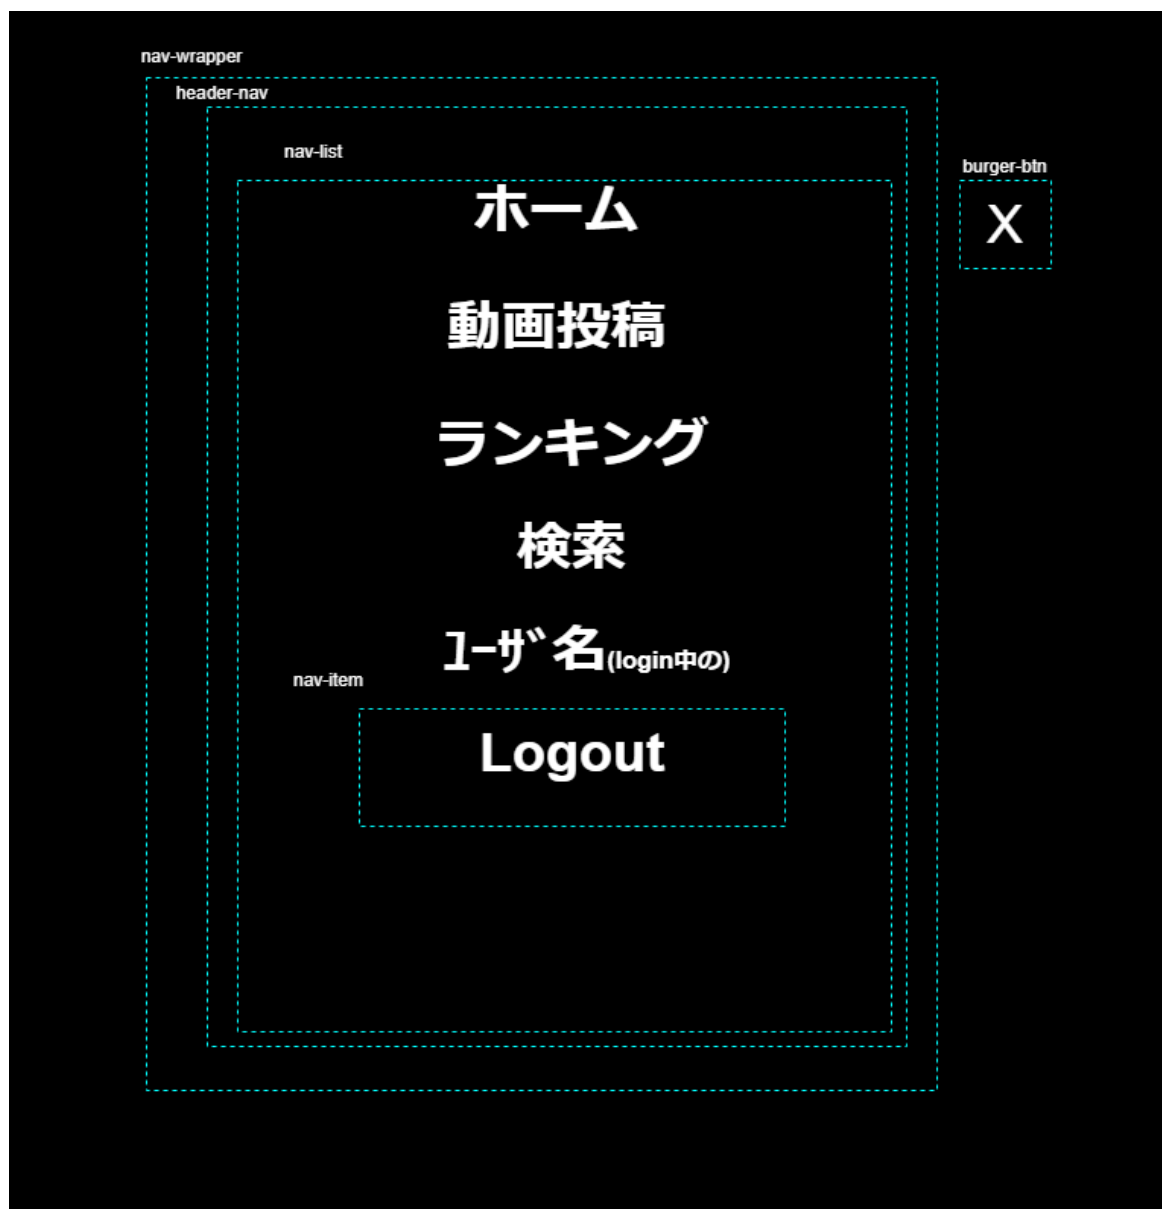 nav-wrapper
header-nav
nav-list
burger-btn
ホーム
X
動画投稿
ランキング
検索
ﾕｰｻﾞ名(login中の)
nav-item
Logout